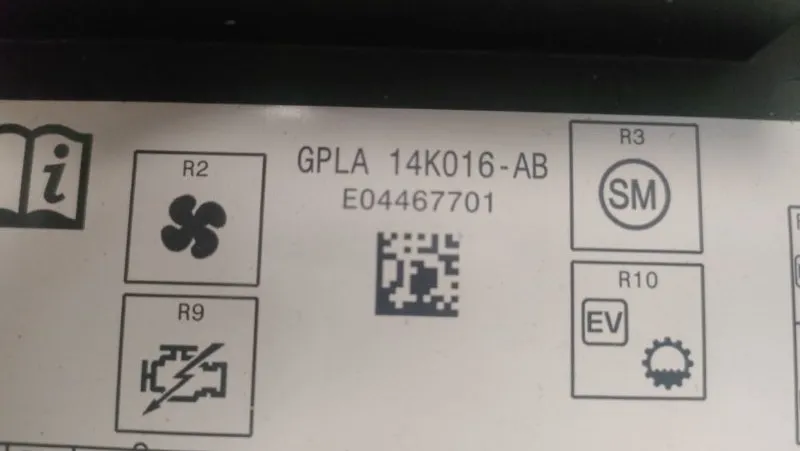 R2
GPLA 14K016-AB
E04467701
R3
SM
R9
R10
EV